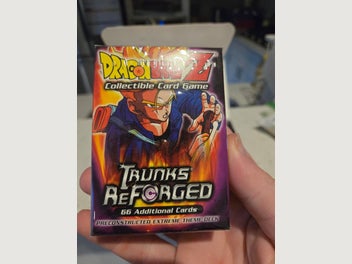 DRAGON BALL Z
Collectible Card Game
TRUNKS
REFORGED
66 Additional Cards
PRECONSTRUCTED EXTREME THEME DECK